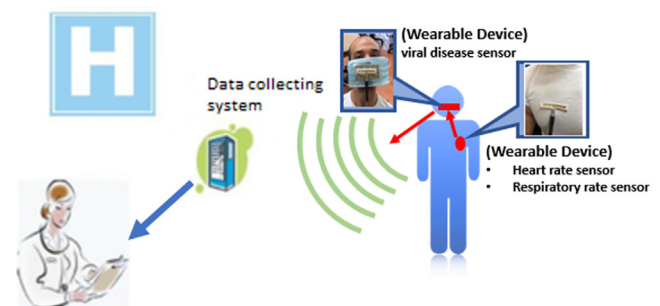 H
(Wearable Device)
viral disease sensor
Data collecting
system
(Wearable Device)
• Heart rate sensor
• Respiratory rate sensor